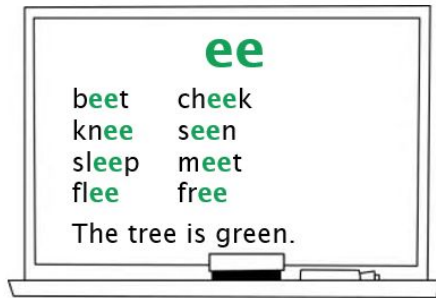 ee
beet cheek
knee seen
sleep meet
flee free
The tree is green.